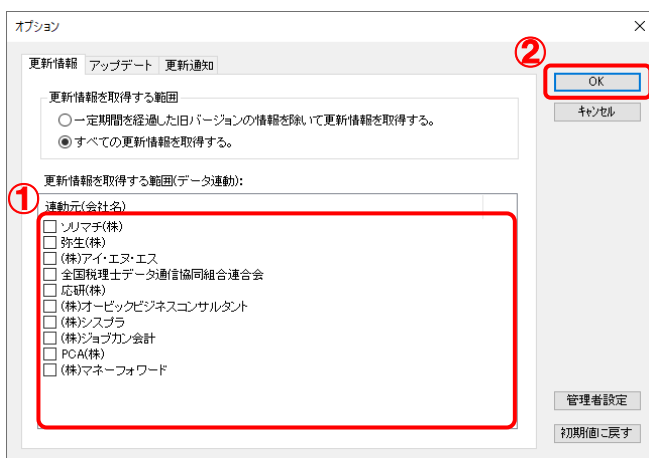 オプション
②
更新情報 アップデート 更新通知
OK
更新情報を取得する範囲
キャンセル
一定期間を経過した旧バージョンの情報を除いて更新情報を取得する。
すべての更新情報を取得する。
更新情報を取得する範囲(データ連動):
①
連動元(会社名)
ソリマチ(株)
弥生(株)
(株)アイ・エヌ・エス
全国税理士データ通信協同組合連合会
応研(株)
(株)オービックビジネスコンサルタント
(株)シスプラ
(株)ジョブカン会計
PCA(株)
(株)マネーフォワード
管理者設定
初期値に戻す